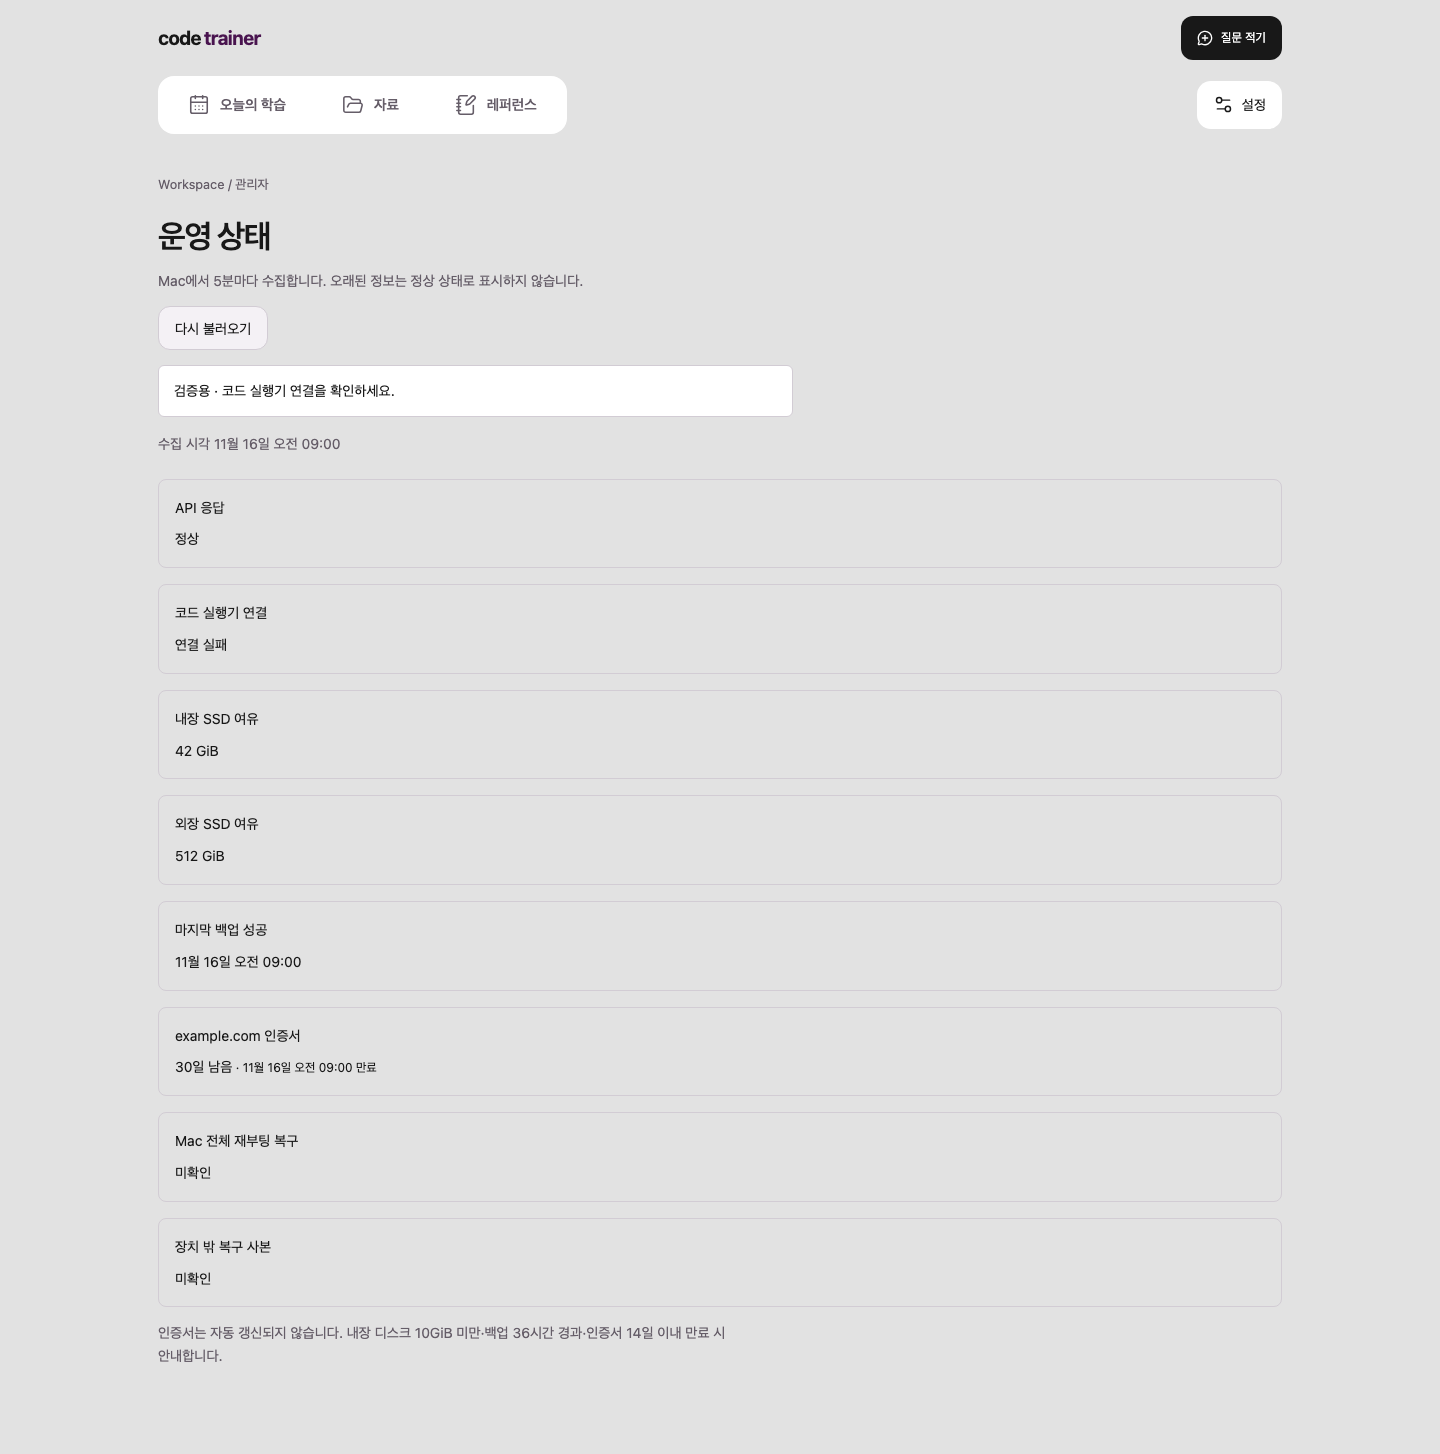 code trainer
질문 적기
오늘의 학습
자료
레퍼런스
설정
Workspace / 관리자
운영 상태
Mac에서 5분마다 수집합니다. 오래된 정보는 정상 상태로 표시하지 않습니다.
다시 불러오기
검증용 · 코드 실행기 연결을 확인하세요.
수집 시각 11월 16일 오전 09:00
API 응답
정상
코드 실행기 연결
연결 실패
내장 SSD 여유
42 GiB
외장 SSD 여유
512 GiB
마지막 백업 성공
11월 16일 오전 09:00
example.com 인증서
30일 남음 · 11월 16일 오전 09:00 만료
Mac 전체 재부팅 복구
미확인
장치 밖 복구 사본
미확인
인증서는 자동 갱신되지 않습니다. 내장 디스크 10GiB 미만·백업 36시간 경과·인증서 14일 이내 만료 시
안내합니다.